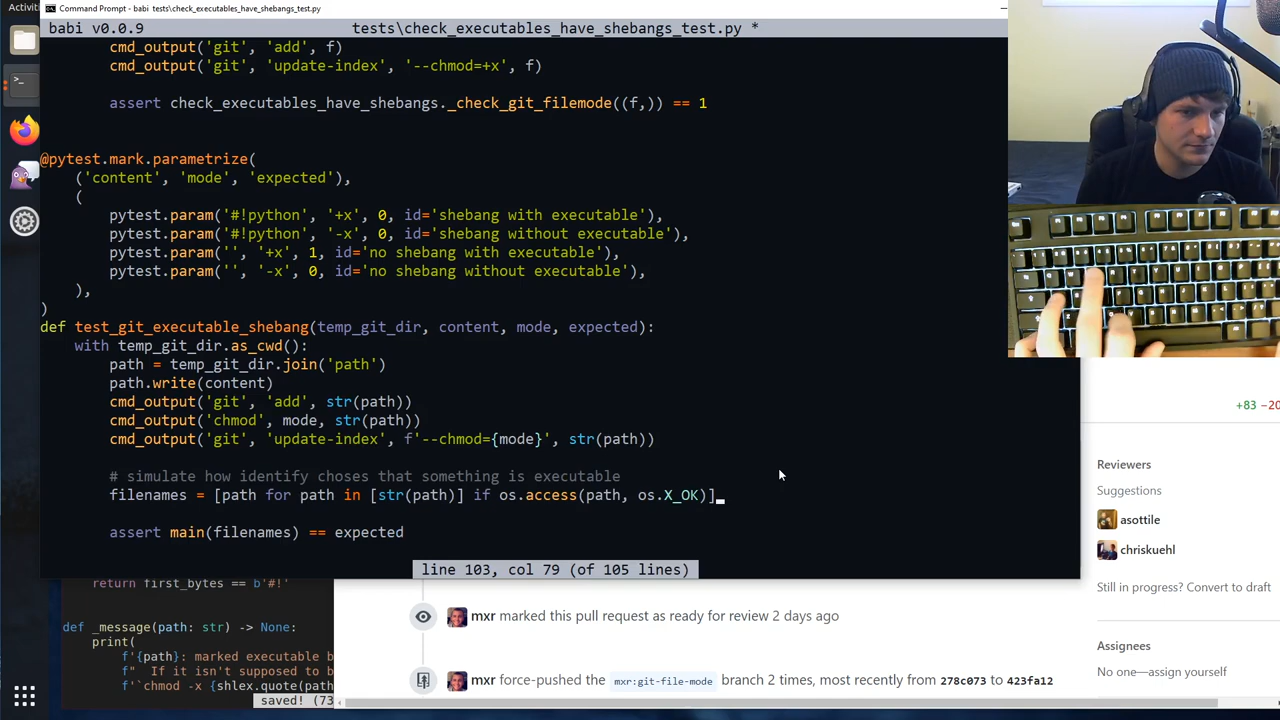 Activiti
Command Prompt - babi tests\check_executables_have_shebangs_test.py
babi v0.0.9 tests\check_executables_have_shebangs_test.py *
cmd_output('git', 'add', f)
cmd_output('git', 'update-index', '--chmod=+x', f)
assert check_executables_have_shebangs._check_git_filemode((f,)) == 1
@pytest.mark.parametrize(
('content', 'mode', 'expected'),
(
pytest.param('#!python', '+x', 0, id='shebang with executable'),
pytest.param('#!python', '-x', 0, id='shebang without executable'),
pytest.param('', '+x', 1, id='no shebang with executable'),
pytest.param('', '-x', 0, id='no shebang without executable'),
),
)
def test_git_executable_shebang(temp_git_dir, content, mode, expected):
with temp_git_dir.as_cwd():
path = temp_git_dir.join('path')
path.write(content)
cmd_output('git', 'add', str(path))
cmd_output('chmod', mode, str(path))
cmd_output('git', 'update-index', f'--chmod={mode}', str(path))
# simulate how identify choses that something is executable
filenames = [path for path in [str(path)] if os.access(path, os.X_OK)]
assert main(filenames) == expected
line 103, col 79 (of 105 lines)
return first_bytes == b'#!'
def _message(path: str) -> None:
print(
f'{path}: marked executable b
f" If it isn't supposed to b
f'`chmod -x {shlex.quote(path
saved! (73
mxr marked this pull request as ready for review 2 days ago
mxr force-pushed the mxr:git-file-mode branch 2 times, most recently from 278c073 to 423fa12
+83 −20
Reviewers
Suggestions
asottile
chriskuehl
Still in progress? Convert to draft
Assignees
No one—assign yourself